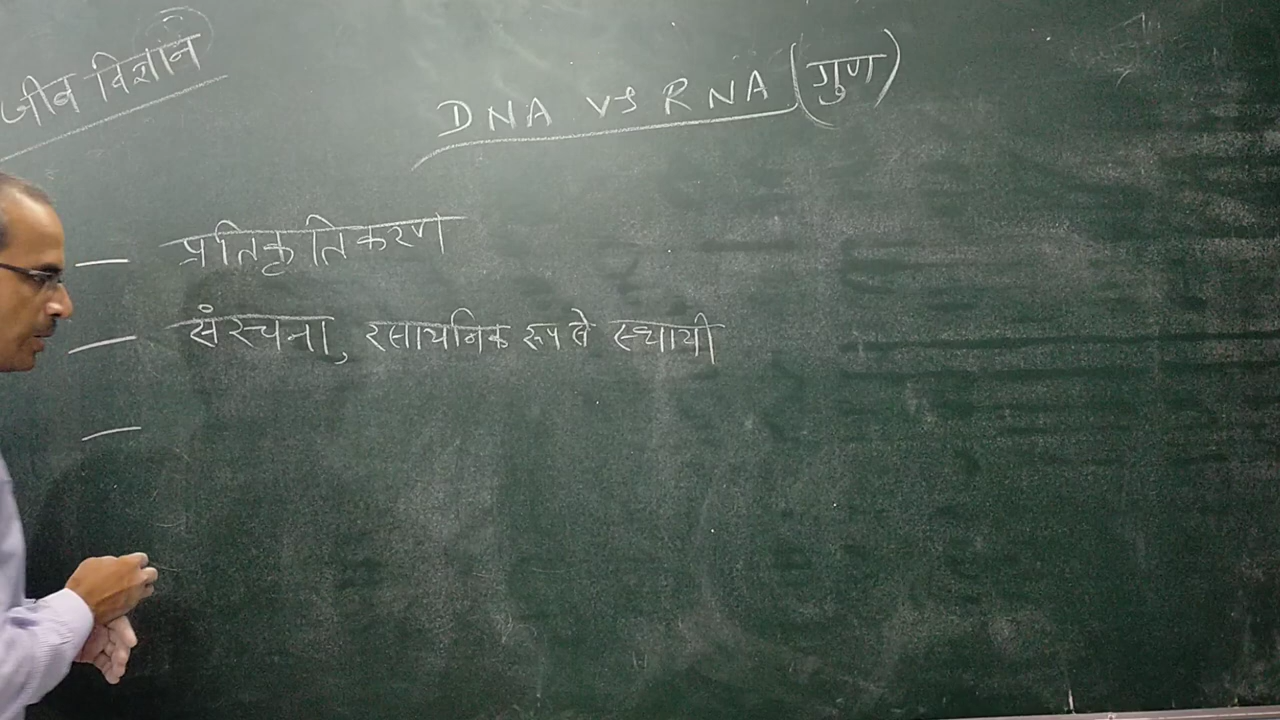 जीव विज्ञान
DNA vs RNA (गुण)
— प्रतिकृतिकरण
— संरचना, रसायनिक रूप से स्थायी
—